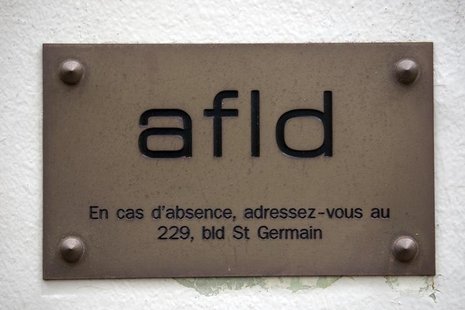 afld
En cas d'absence, adressez-vous au
229, bld St Germain